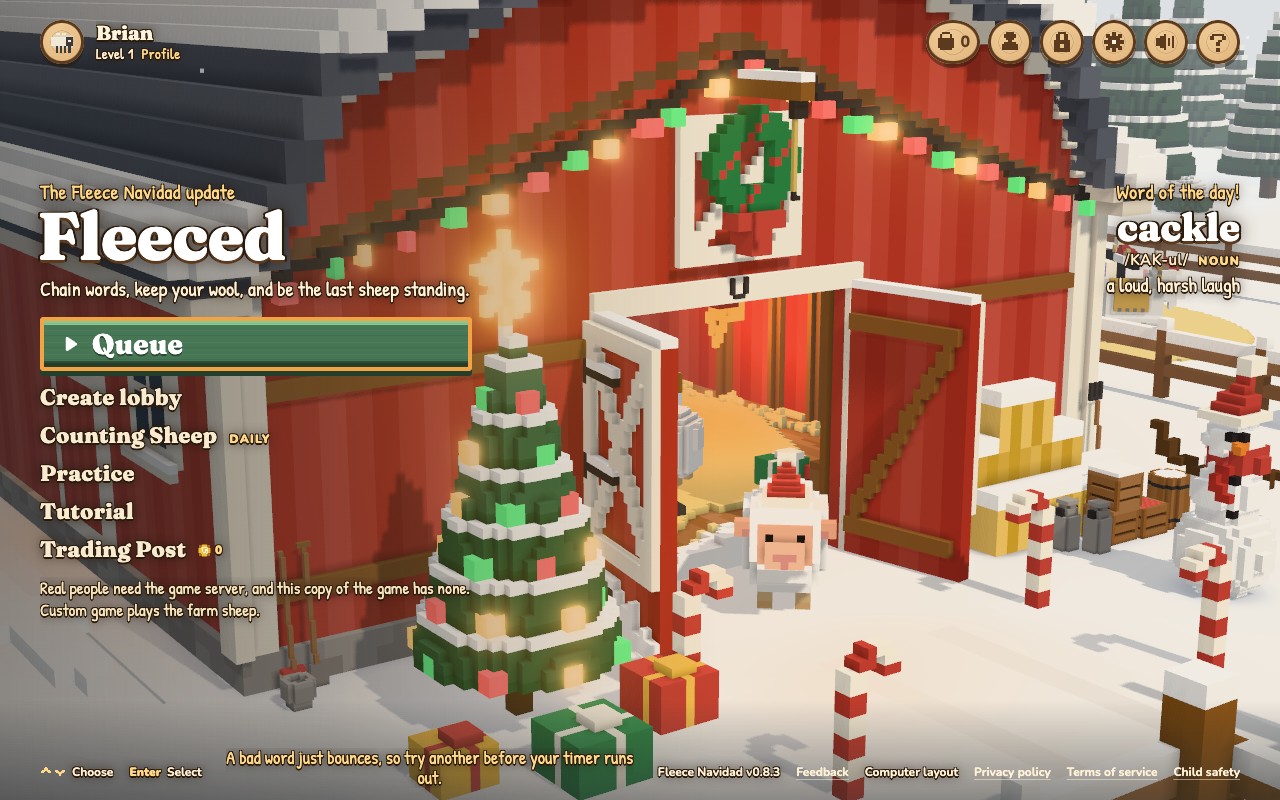 Brian
Level 1 Profile
0
The Fleece Navidad update
Fleeced
Chain words, keep your wool, and be the last sheep standing.
Queue
Create lobby
Counting Sheep DAILY
Practice
Tutorial
Trading Post 0
Real people need the game server, and this copy of the game has none.
Custom game plays the farm sheep.
Word of the day!
cackle
/KAK-ul/ NOUN
a loud, harsh laugh
Choose Enter Select
A bad word just bounces, so try another before your timer runs
out.
Fleece Navidad v0.8.3 Feedback Computer layout Privacy policy Terms of service Child safety